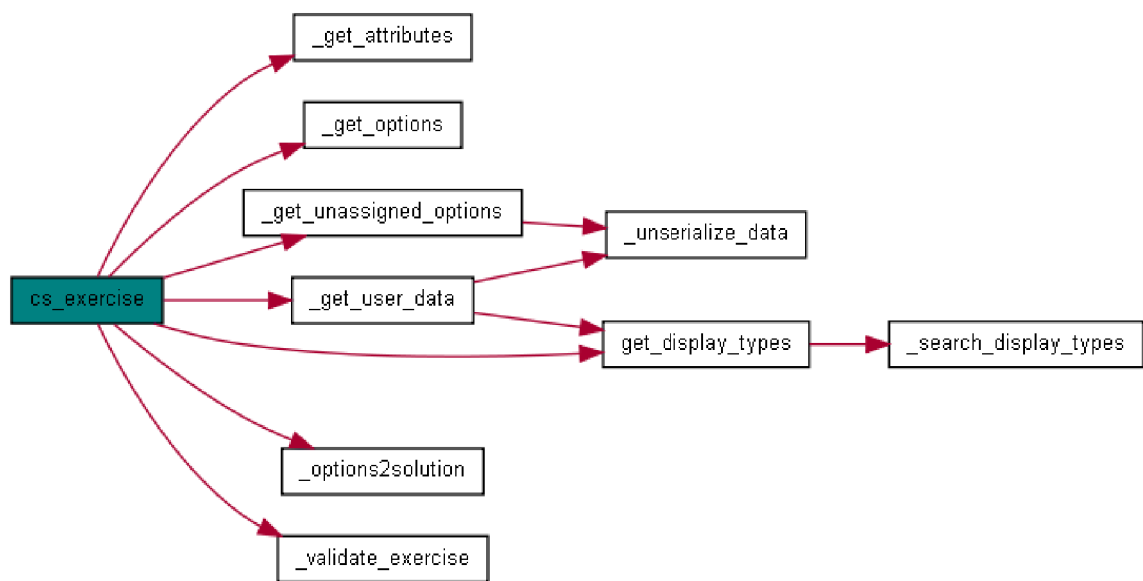 _get_attributes
_get_options
_get_unassigned_options
_unserialize_data
cs_exercise
_get_user_data
get_display_types
_search_display_types
_options2solution
_validate_exercise